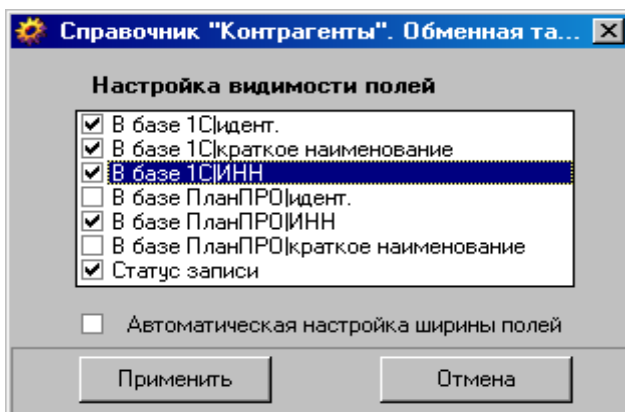 Справочник "Контрагенты". Обменная та...
Настройка видимости полей
В базе 1С|идент.
В базе 1С|краткое наименование
В базе 1С|ИНН
В базе ПланПРО|идент.
В базе ПланПРО|ИНН
В базе ПланПРО|краткое наименование
Статус записи
Автоматическая настройка ширины полей
Применить
Отмена